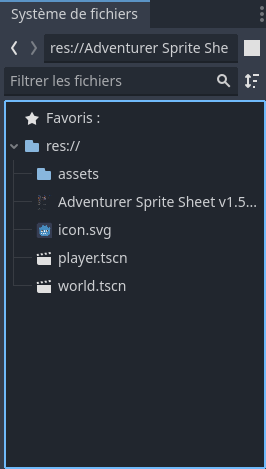 Système de fichiers
res://Adventurer Sprite She
Filtrer les fichiers
Favoris :
res://
assets
Adventurer Sprite Sheet v1.5...
icon.svg
player.tscn
world.tscn